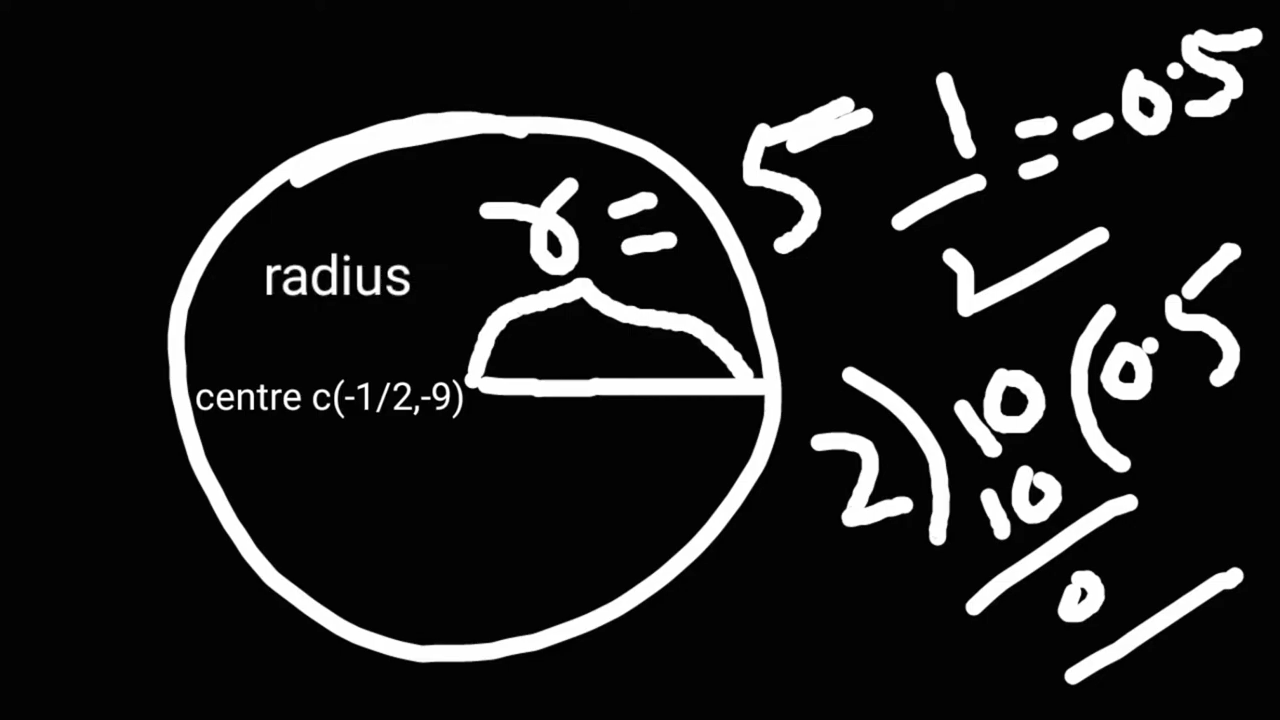 r = 5
radius
centre c(-1/2,-9)
-1/2 = -0.5
2)10(0.5
10
0